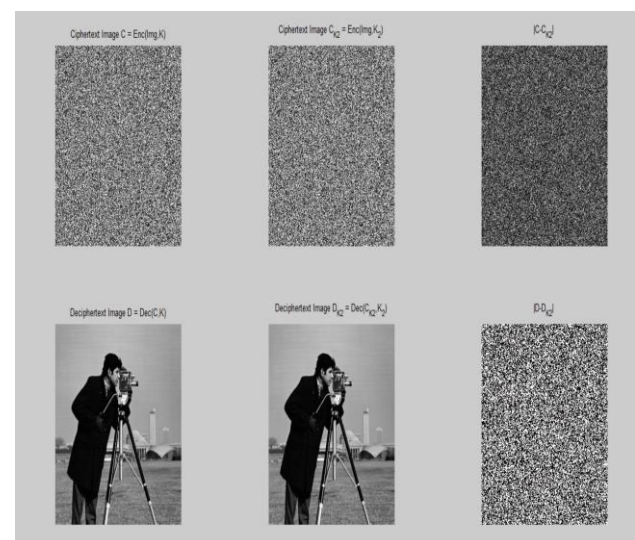 Ciphertext Image C = Enc(Img,K)
Ciphertext Image C_K2 = Enc(Img,K_2)
|C-C_K2|
Deciphertext Image D = Dec(C,K)
Deciphertext Image D_K2 = Dec(C_K2,K_2)
|D-D_K2|